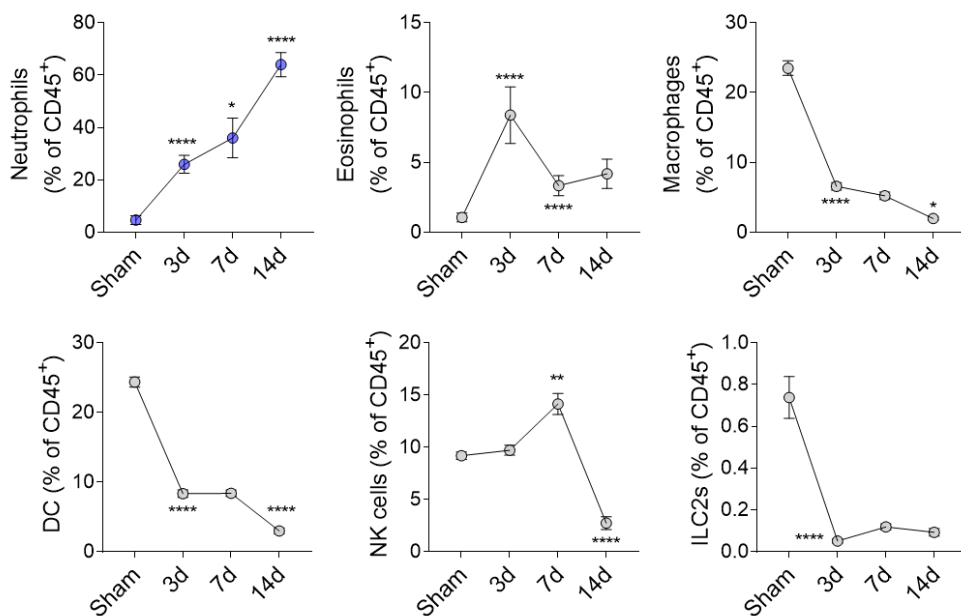 Neutrophils
(% of CD45⁺)
80
60
40
20
0
****
*
****
Sham
3d
7d
14d
Eosinophils
(% of CD45⁺)
15
10
5
0
****
****
Sham
3d
7d
14d
Macrophages
(% of CD45⁺)
30
20
10
0
****
*
Sham
3d
7d
14d
DC (% of CD45⁺)
30
20
10
0
****
****
Sham
3d
7d
14d
NK cells (% of CD45⁺)
20
15
10
5
0
**
****
Sham
3d
7d
14d
ILC2s (% of CD45⁺)
1.0
0.8
0.6
0.4
0.2
0.0
****
Sham
3d
7d
14d